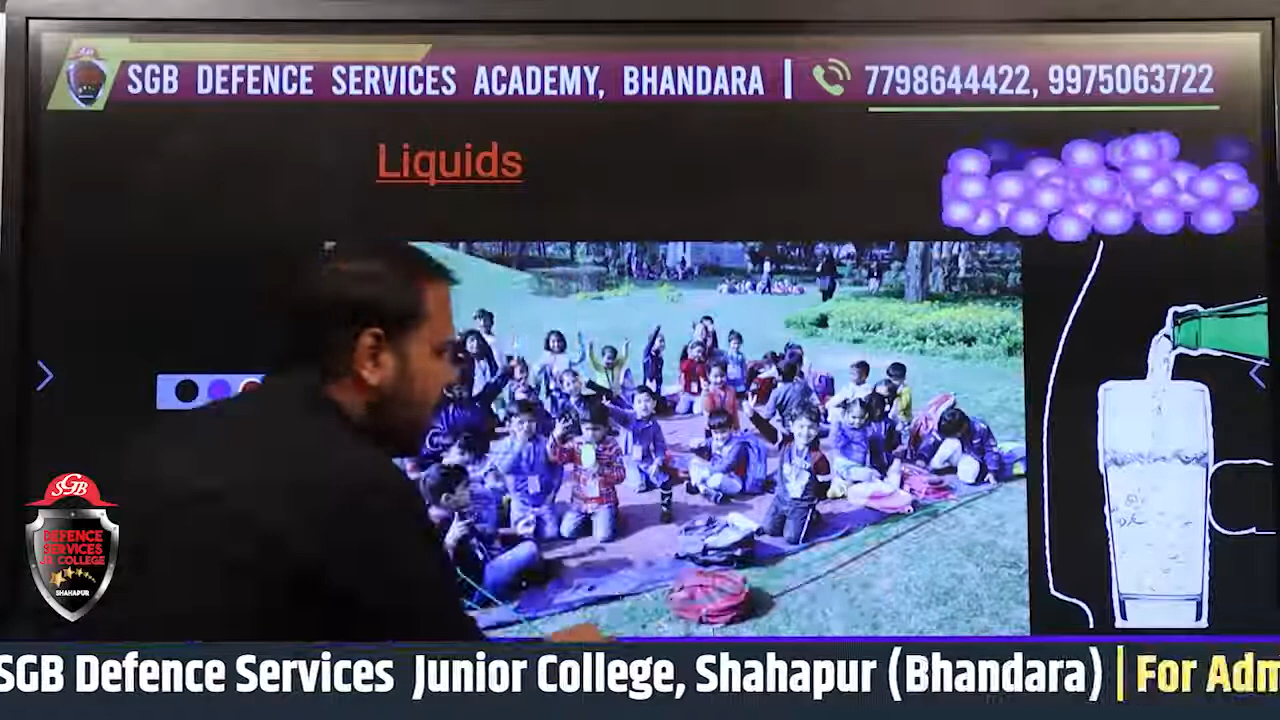 SGB DEFENCE SERVICES ACADEMY, BHANDARA | 7798644422, 9975063722
Liquids
SGB
DEFENCE
SERVICES
JR. COLLEGE
SHAHAPUR
SGB Defence Services Junior College, Shahapur (Bhandara) | For Adm